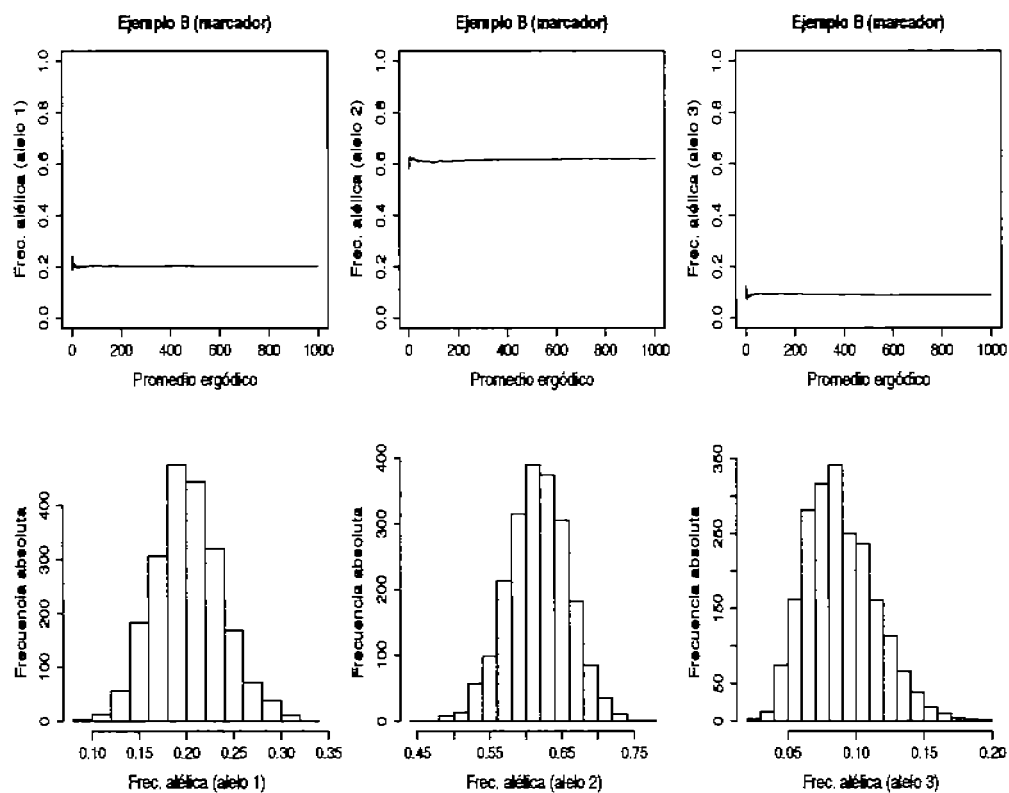 Ejemplo B (marcador)
Ejemplo B (marcador)
Ejemplo B (marcador)
Frec. alélica (alelo 1)
0.0 0.2 0.4 0.6 0.8 1.0
0 200 400 600 800 1000
Promedio ergódico
Frec. alélica (alelo 2)
0.0 0.2 0.4 0.6 0.8 1.0
0 200 400 600 800 1000
Promedio ergódico
Frec. alélica (alelo 3)
0.0 0.2 0.4 0.6 0.8 1.0
0 200 400 600 800 1000
Promedio ergódico
Frecuencia absoluta
0 100 200 300 400
0.10 0.15 0.20 0.25 0.30 0.35
Frec. alélica (alelo 1)
Frecuencia absoluta
0 100 200 300 400
0.45 0.55 0.65 0.75
Frec. alélica (alelo 2)
Frecuencia absoluta
0 50 150 250 350
0.05 0.10 0.15 0.20
Frec. alélica (alelo 3)